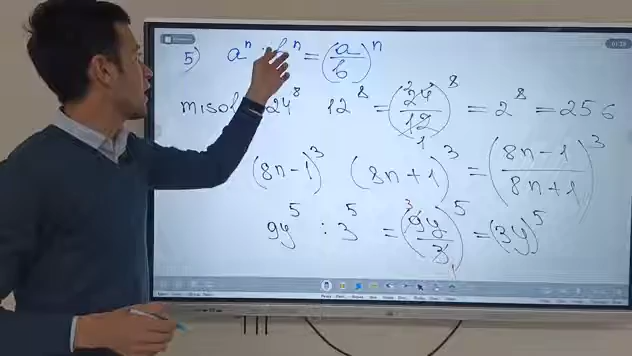 5) aⁿ : bⁿ = (a/b)ⁿ
misol 24⁸ 12⁸ = (24/12)⁸ = 2⁸ = 256
(8n-1)³ (8n+1)³ = (8n-1/8n+1)³
9y⁵ : 3⁵ = (9y/3)⁵ = (3y)⁵